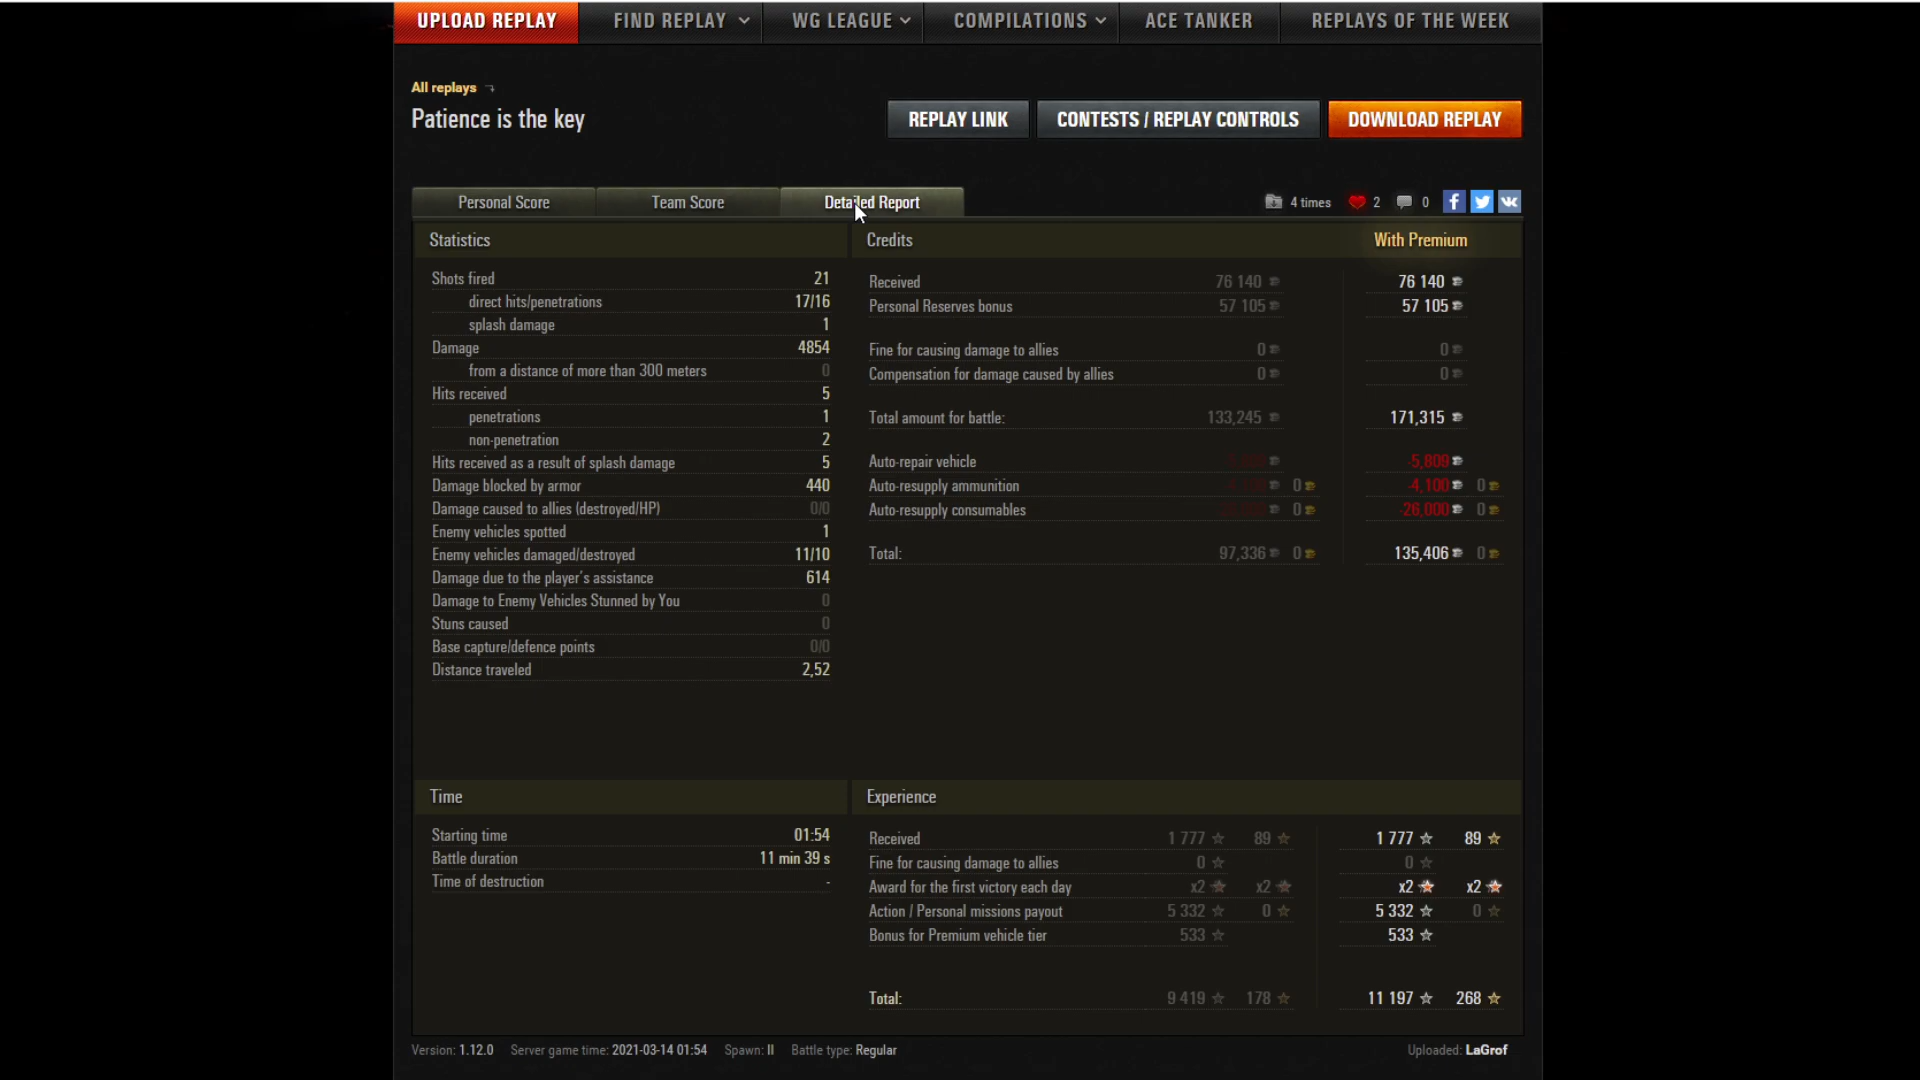 UPLOAD REPLAY FIND REPLAY WG LEAGUE COMPILATIONS ACE TANKER REPLAYS OF THE WEEK
All replays
Patience is the key
REPLAY LINK CONTESTS / REPLAY CONTROLS DOWNLOAD REPLAY
Personal Score Team Score Detailed Report 4 times 2 0
Statistics
Shots fired 21
direct hits/penetrations 17/16
splash damage 1
Damage 4854
from a distance of more than 300 meters 0
Hits received 5
penetrations 1
non-penetration 2
Hits received as a result of splash damage 5
Damage blocked by armor 440
Damage caused to allies (destroyed/HP) 0/0
Enemy vehicles spotted 1
Enemy vehicles damaged/destroyed 11/10
Damage due to the player's assistance 614
Damage to Enemy Vehicles Stunned by You 0
Stuns caused 0
Base capture/defence points 0/0
Distance traveled 2,52
Credits With Premium
Received 76 140 76 140
Personal Reserves bonus 57 105 57 105
Fine for causing damage to allies 0 0
Compensation for damage caused by allies 0 0
Total amount for battle: 133,245 171,315
Auto-repair vehicle -5,809
Auto-resupply ammunition 0 -4,100 0
Auto-resupply consumables 0 -26,000 0
Total: 97,336 0 135,406 0
Time
Starting time 01:54
Battle duration 11 min 39 s
Time of destruction -
Experience
Received 1 777 89 1 777 89
Fine for causing damage to allies 0 0
Award for the first victory each day x2 x2 x2 x2
Action / Personal missions payout 5 332 0 5 332 0
Bonus for Premium vehicle tier 533 533
Total: 9 419 178 11 197 268
Version: 1.12.0 Server game time: 2021-03-14 01:54 Spawn: II Battle type: Regular Uploaded: LaGrof